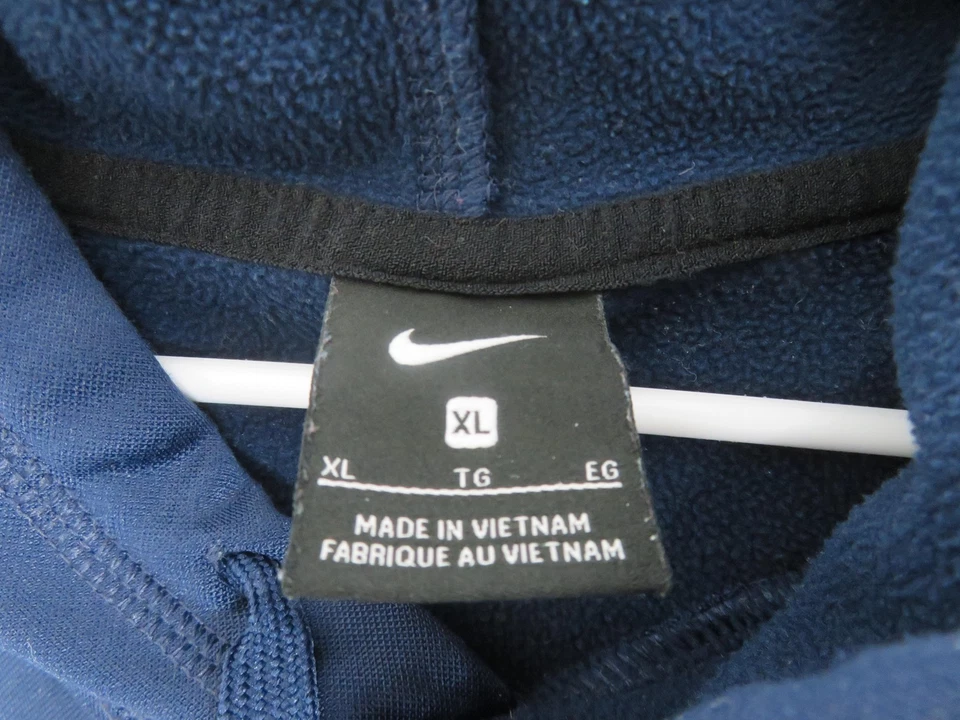 XL
XL TG EG
MADE IN VIETNAM
FABRIQUE AU VIETNAM